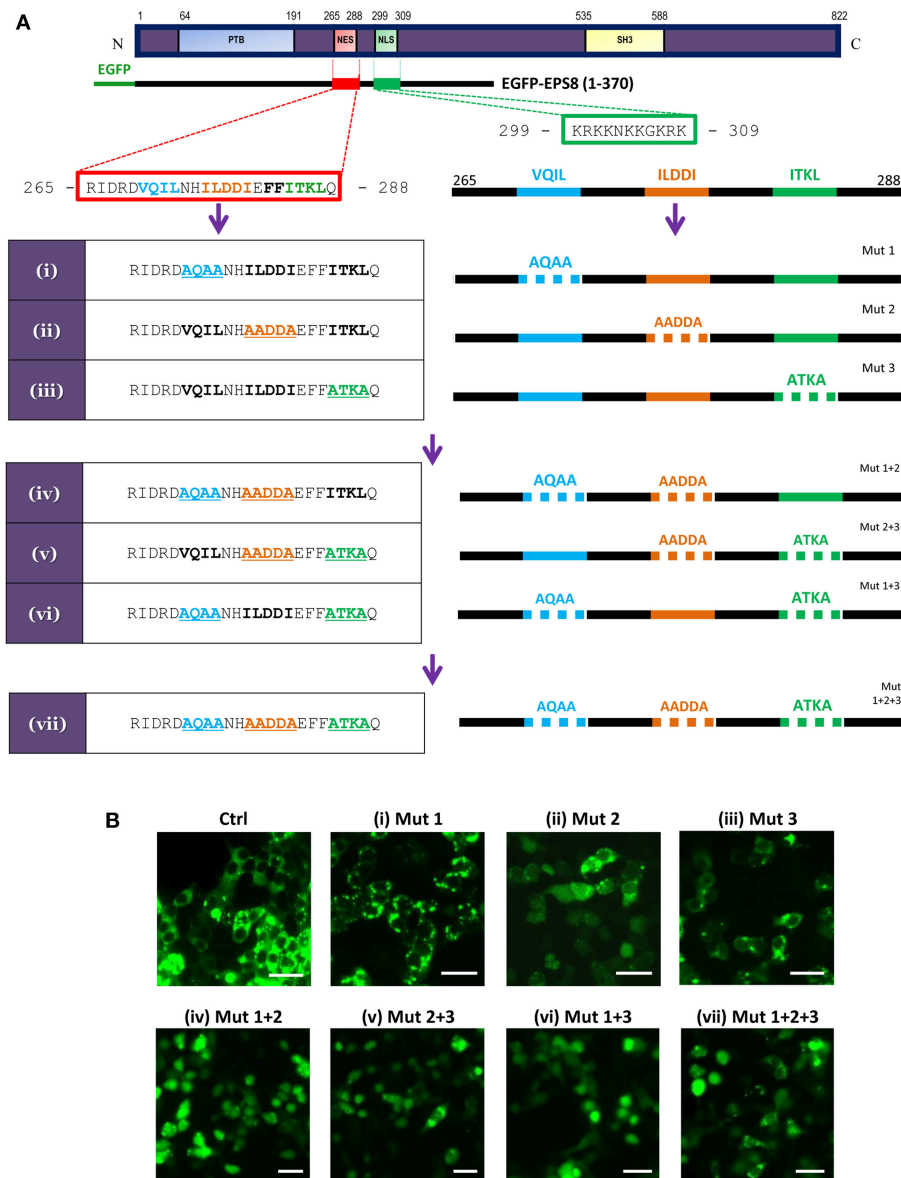 A
1 64 191 265 288 299 309 535 588 822
N PTB NES NLS SH3 C
EGFP EGFP-EPS8 (1-370)
299 - KRKKNKKGKRK - 309
265 - RIDRDVQILNHILDDIEFFITKLQ - 288
VQIL ILDDI ITKL
265 288
(i) RIDRDAQAANHILDDIEFFITKLQ
Mut 1
AQAA
(ii) RIDRDVQILNHAADDAEFFITKLQ
Mut 2
AADDA
(iii) RIDRDVQILNHILDDIEFFATKAQ
Mut 3
ATKA
(iv) RIDRDAQAANHAADDAEFFITKLQ
Mut 1+2
AQAA AADDA
(v) RIDRDVQILNHAADDAEFFATKAQ
Mut 2+3
AADDA ATKA
(vi) RIDRDAQAANHILDDIEFFATKAQ
Mut 1+3
AQAA ATKA
(vii) RIDRDAQAANHAADDAEFFATKAQ
Mut
1+2+3
AQAA AADDA ATKA
B
Ctrl (i) Mut 1 (ii) Mut 2 (iii) Mut 3
(iv) Mut 1+2 (v) Mut 2+3 (vi) Mut 1+3 (vii) Mut 1+2+3